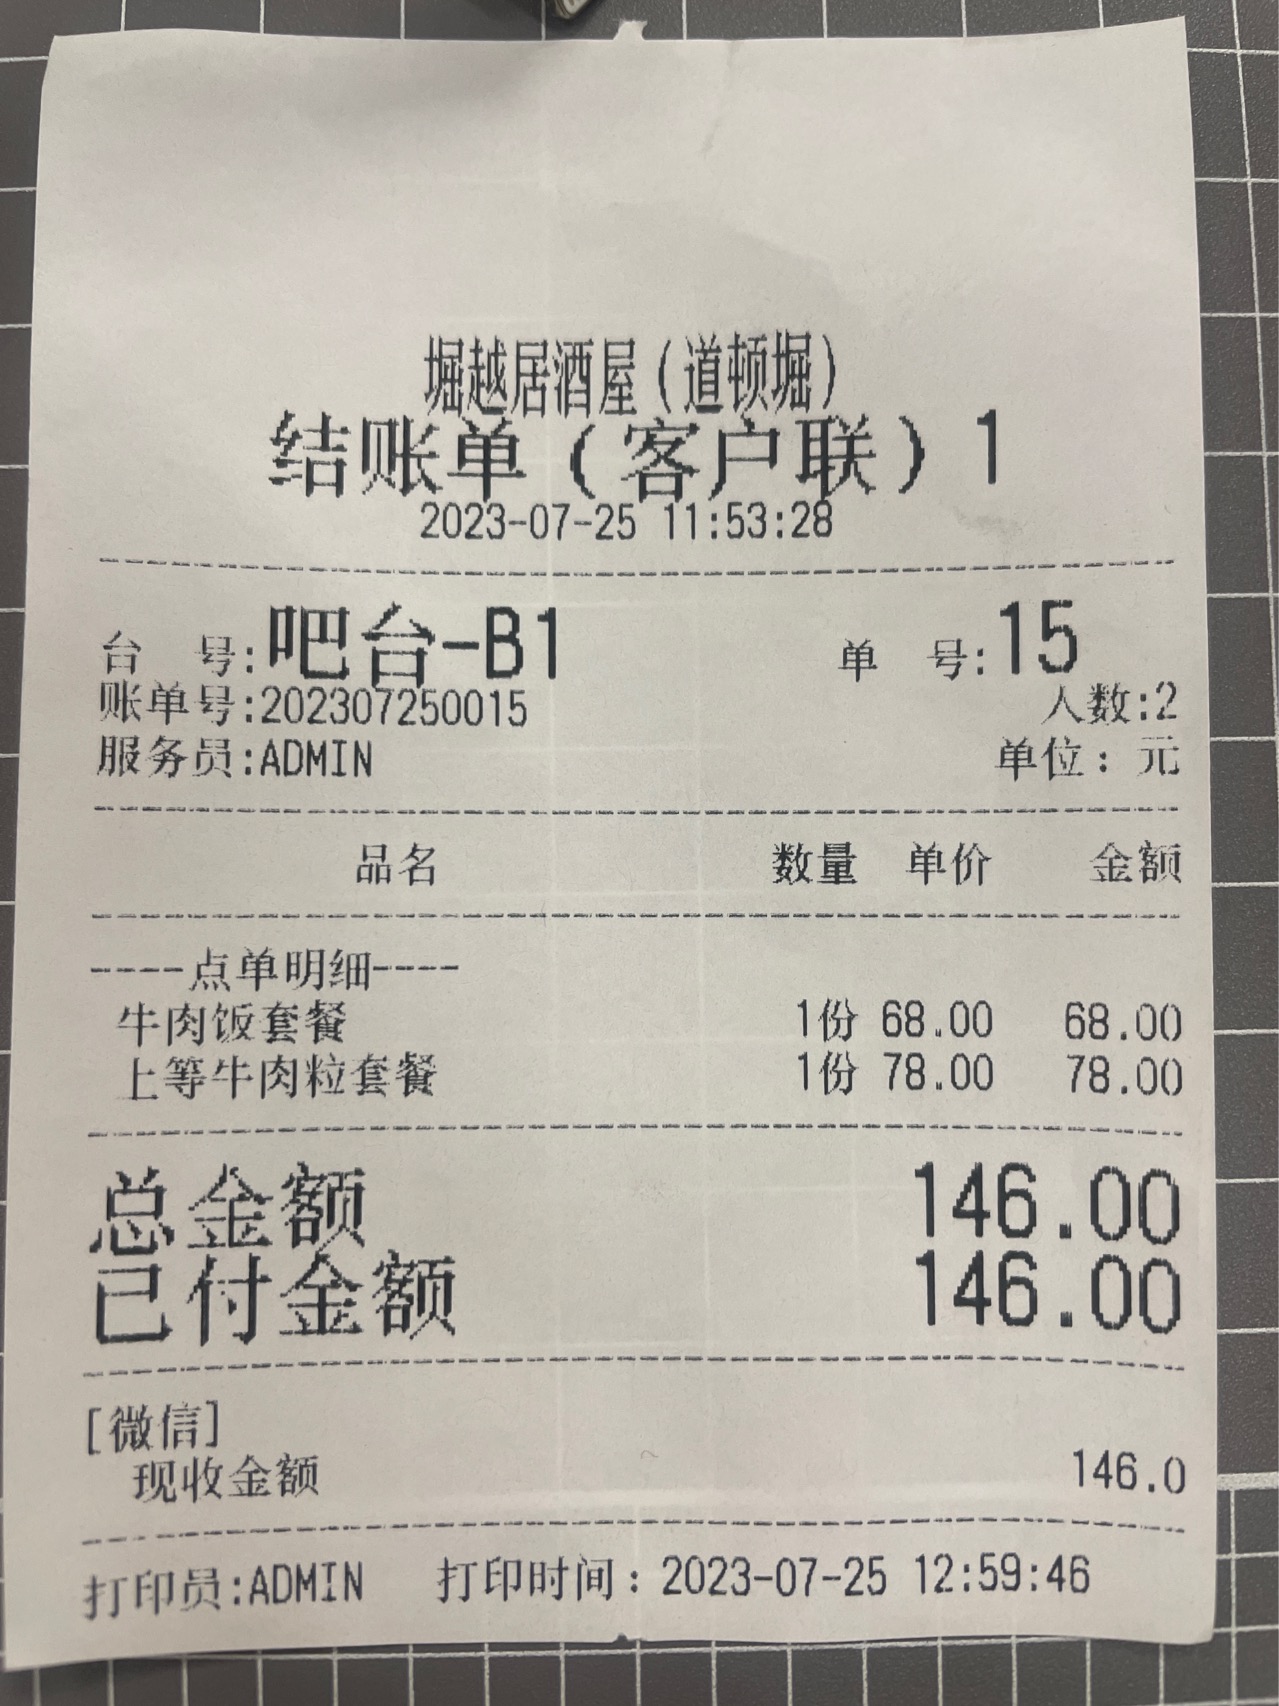 堀越居酒屋(道顿堀)
结账单(客户联)1
2023-07-25 11:53:28
台 号:吧台-B1 单 号:15
账单号:202307250015 人数:2
服务员:ADMIN 单位: 元
品名 数量 单价 金额
----点单明细----
牛肉饭套餐 1份 68.00 68.00
上等牛肉粒套餐 1份 78.00 78.00
总金额 146.00
已付金额 146.00
[微信]
现收金额 146.0
打印员:ADMIN 打印时间: 2023-07-25 12:59:46